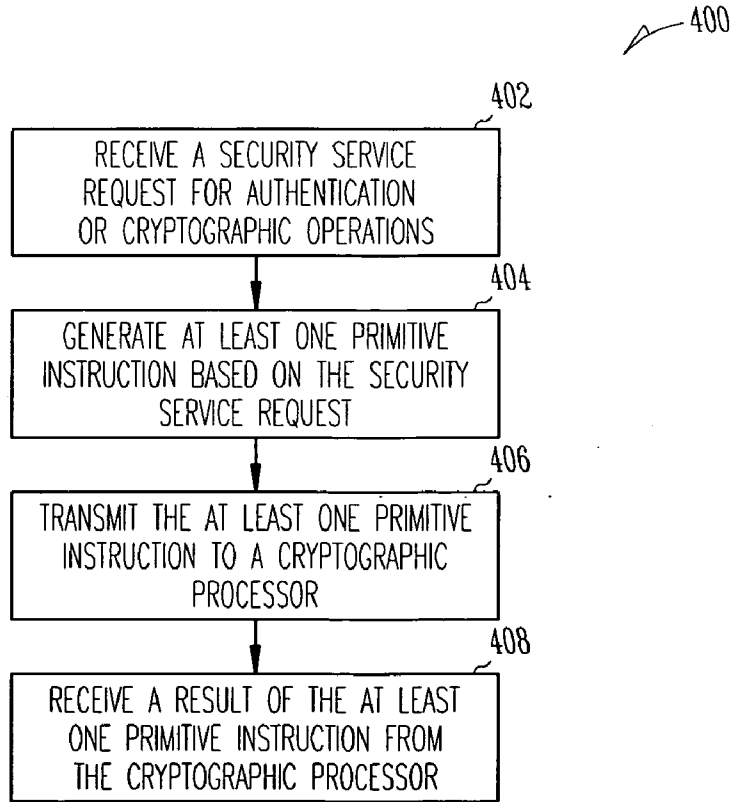 400
402
RECEIVE A SECURITY SERVICE
REQUEST FOR AUTHENTICATION
OR CRYPTOGRAPHIC OPERATIONS
404
GENERATE AT LEAST ONE PRIMITIVE
INSTRUCTION BASED ON THE SECURITY
SERVICE REQUEST
406
TRANSMIT THE AT LEAST ONE PRIMITIVE
INSTRUCTION TO A CRYPTOGRAPHIC
PROCESSOR
408
RECEIVE A RESULT OF THE AT LEAST
ONE PRIMITIVE INSTRUCTION FROM
THE CRYPTOGRAPHIC PROCESSOR